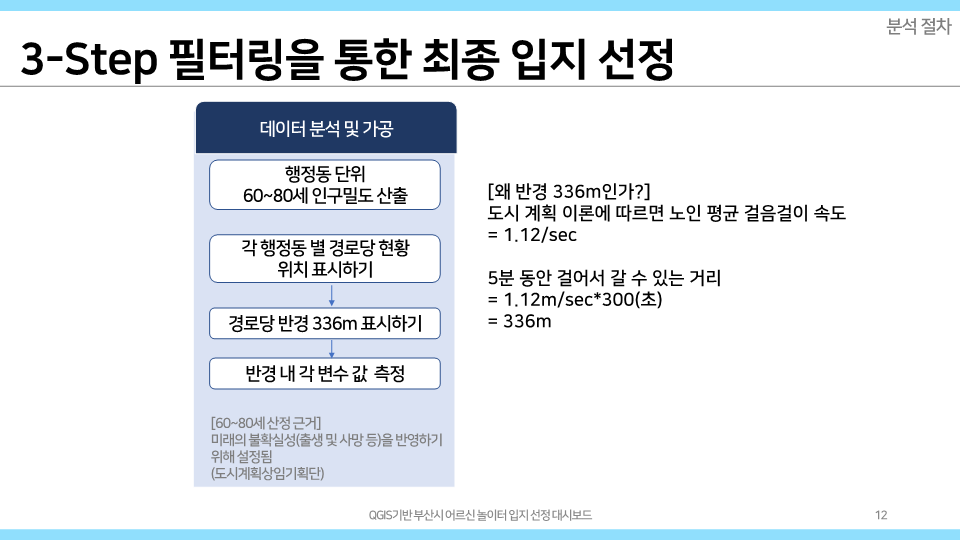 분석 절차
3-Step 필터링을 통한 최종 입지 선정
데이터 분석 및 가공
행정동 단위
60~80세 인구밀도 산출
각 행정동 별 경로당 현황
위치 표시하기
경로당 반경 336m 표시하기
반경 내 각 변수 값 측정
[60~80세 산정 근거]
미래의 불확실성(출생 및 사망 등)을 반영하기
위해 설정됨
(도시계획상임기획단)
[왜 반경 336m인가?]
도시 계획 이론에 따르면 노인 평균 걸음걸이 속도
= 1.12/sec
5분 동안 걸어서 갈 수 있는 거리
= 1.12m/sec*300(초)
= 336m
QGIS기반 부산시 어르신 놀이터 입지 선정 대시보드
12